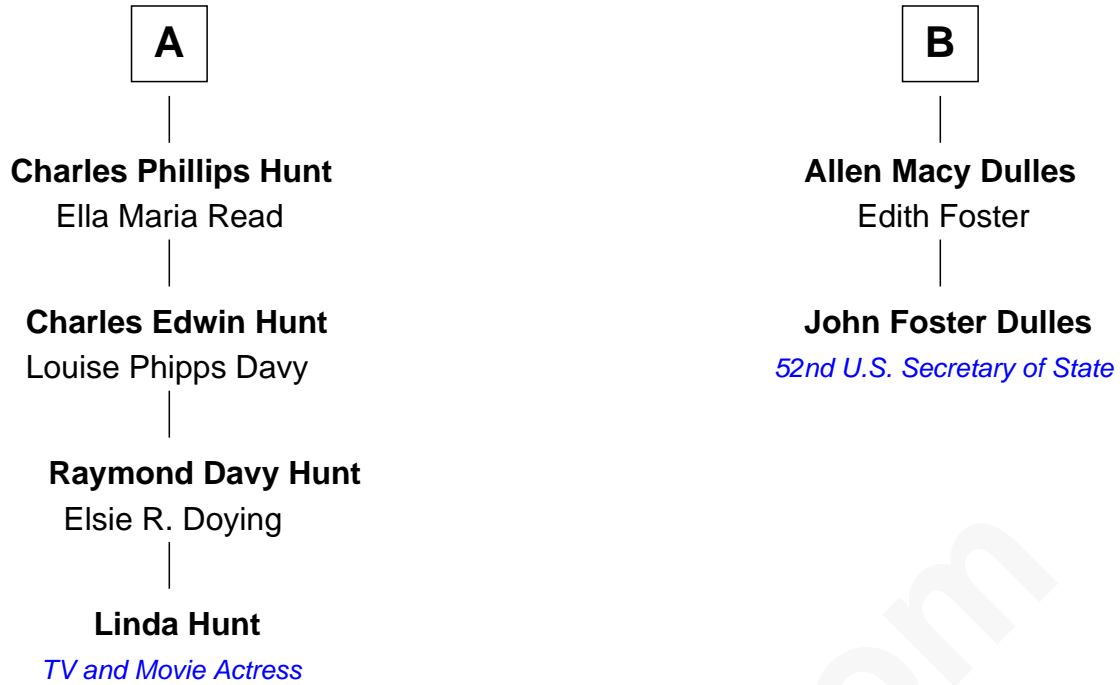 A
Charles Phillips Hunt
Ella Maria Read
Charles Edwin Hunt
Louise Phipps Davy
Raymond Davy Hunt
Elsie R. Doying
Linda Hunt
TV and Movie Actress
B
Allen Macy Dulles
Edith Foster
John Foster Dulles
52nd U.S. Secretary of State
om